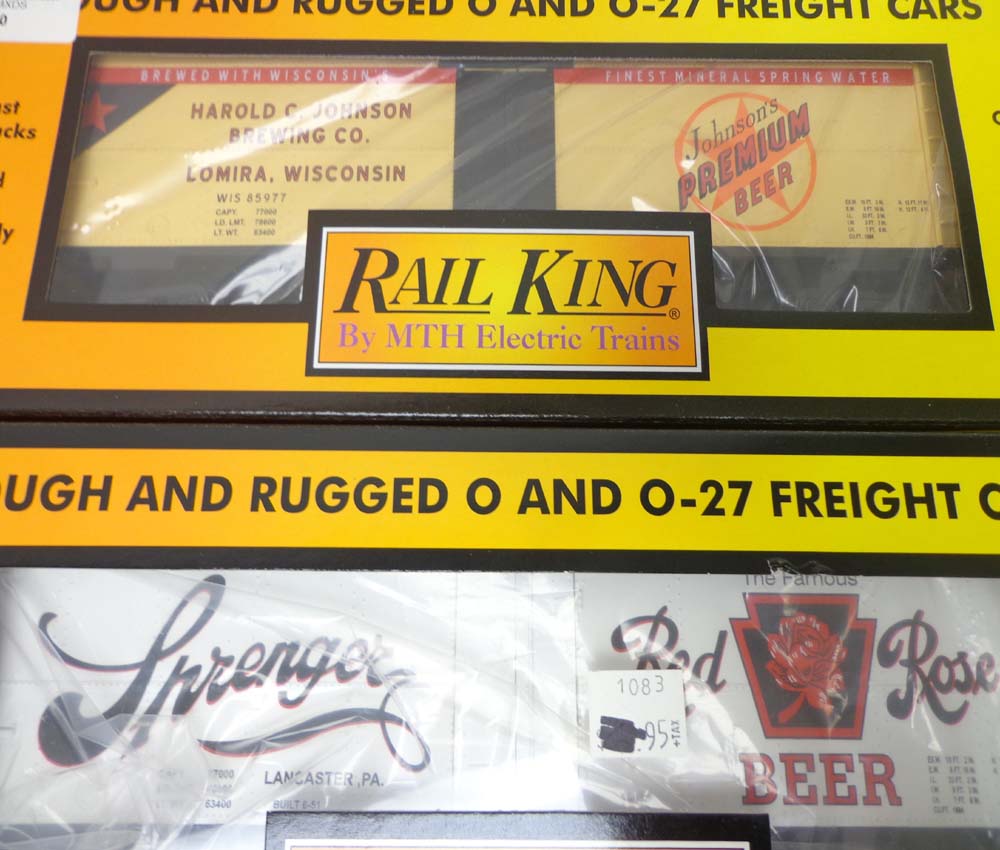 OUGH AND RUGGED O AND O-27 FREIGHT CARS
BREWED WITH WISCONSIN'S
FINEST MINERAL SPRING WATER
HAROLD C. JOHNSON
BREWING CO.
LOMIRA, WISCONSIN
WIS 85977
CAPY. 77000
LD. LMT. 78600
LT. WT. 63400
Johnson's
PREMIUM
BEER
RAIL KING®
By MTH Electric Trains
OUGH AND RUGGED O AND O-27 FREIGHT C
Sprenger
LANCASTER, PA.
BUILT 6-51
63400
The Famous
Red Rose
BEER
1083
.95
+TAX